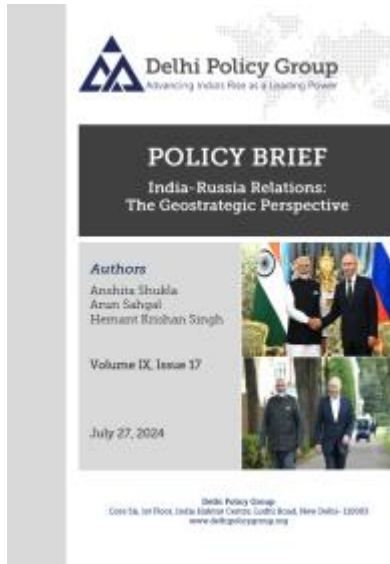 Delhi Policy Group
Advancing India's Rise as a Leading Power
POLICY BRIEF
India-Russia Relations:
The Geostrategic Perspective
Authors
Anshita Shukla
Arun Sahgal
Hemant Krishan Singh
Volume IX, Issue 17
July 27, 2024
Delhi Policy Group
Core 5A, 1st Floor, India Habitat Centre, Lodhi Road, New Delhi- 110003
www.delhipolicygroup.org